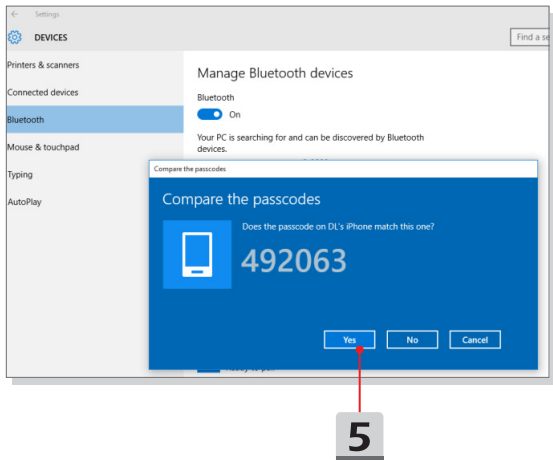 Settings
DEVICES
Find a se
Printers & scanners
Connected devices
Bluetooth
Mouse & touchpad
Typing
AutoPlay
Manage Bluetooth devices
Bluetooth
On
Your PC is searching for and can be discovered by Bluetooth
devices.
Compare the passcodes
Compare the passcodes
Does the passcode on DL's iPhone match this one?
492063
Yes
No
Cancel
5